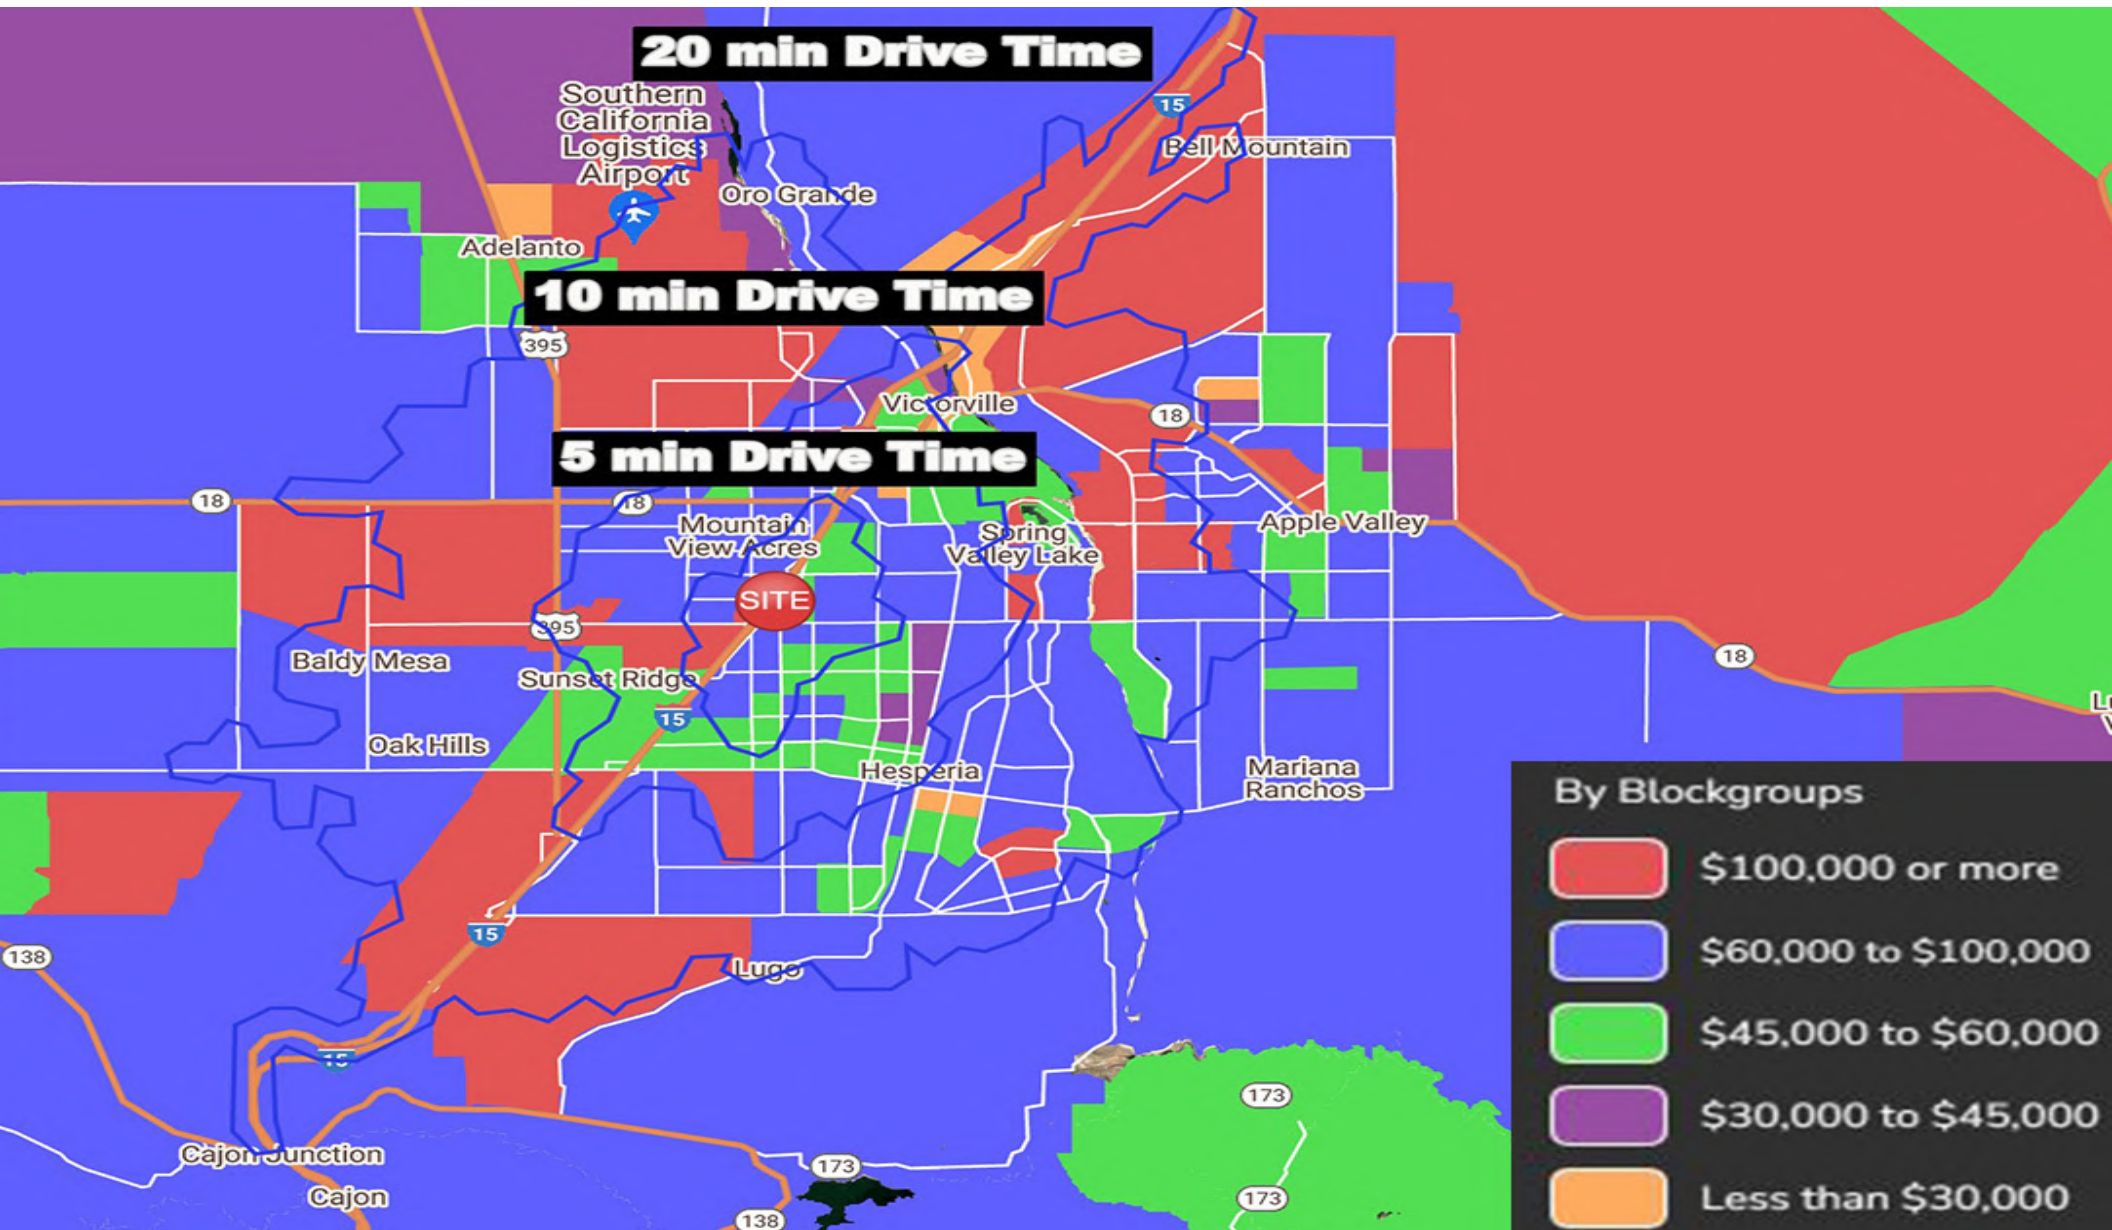 20 min Drive Time
Southern
California
Logistics
Airport
15
Bell Mountain
Oro Grande
Adelanto
10 min Drive Time
395
Victorville
18
5 min Drive Time
18
18
Mountain
View Acres
Spring
Valley Lake
Apple Valley
SITE
395
Baldy Mesa
Sunset Ridge
18
15
Oak Hills
Hesperia
Mariana
Ranchos
15
138
Lugo
15
173
Cajon Junction
173
Cajon
173
138
By Blockgroups
$100,000 or more
$60,000 to $100,000
$45,000 to $60,000
$30,000 to $45,000
Less than $30,000